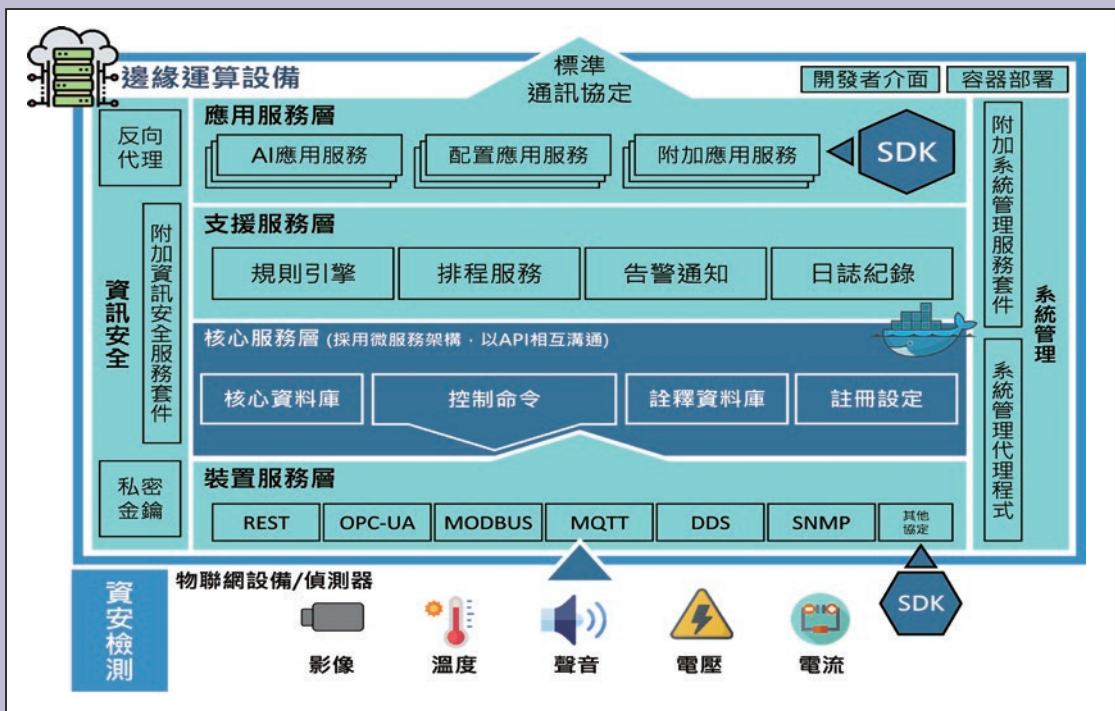 邊緣運算設備
標準
通訊協定
開發者介面
容器部署
反向
代理
附加資訊安全服務套件
資訊安全
私密
金鑰
應用服務層
AI應用服務
配置應用服務
附加應用服務
SDK
支援服務層
規則引擎
排程服務
告警通知
日誌紀錄
核心服務層 (採用微服務架構，以API相互溝通)
核心資料庫
控制命令
詮釋資料庫
註冊設定
裝置服務層
REST
OPC-UA
MODBUS
MQTT
DDS
SNMP
其他
協定
附加系統管理服務套件
系統管理
系統管理代理程式
資安檢測
物聯網設備/偵測器
影像
溫度
聲音
電壓
電流
SDK